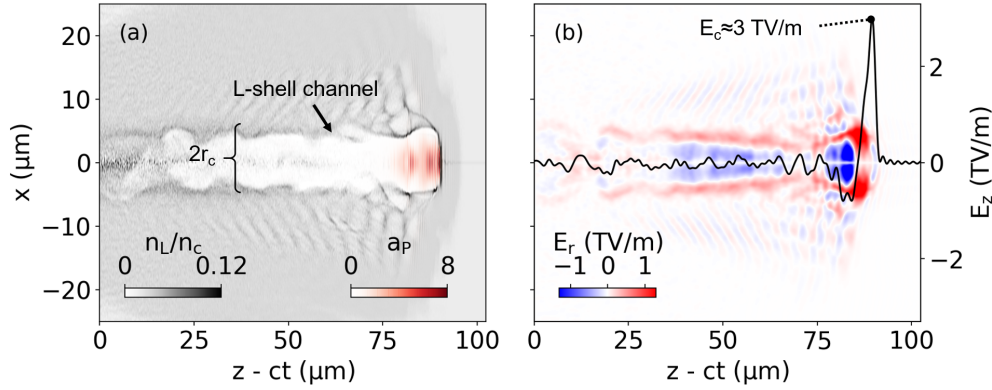 (a)
L-shell channel
2r_c
n_L/n_c
0 0.12
a_P
0 8
20
10
0
−10
−20
x (μm)
0 25 50 75 100
z - ct (μm)
(b)
E_c≈3 TV/m
E_r (TV/m)
−1 0 1
2
0
−2
E_z (TV/m)
0 25 50 75 100
z - ct (μm)